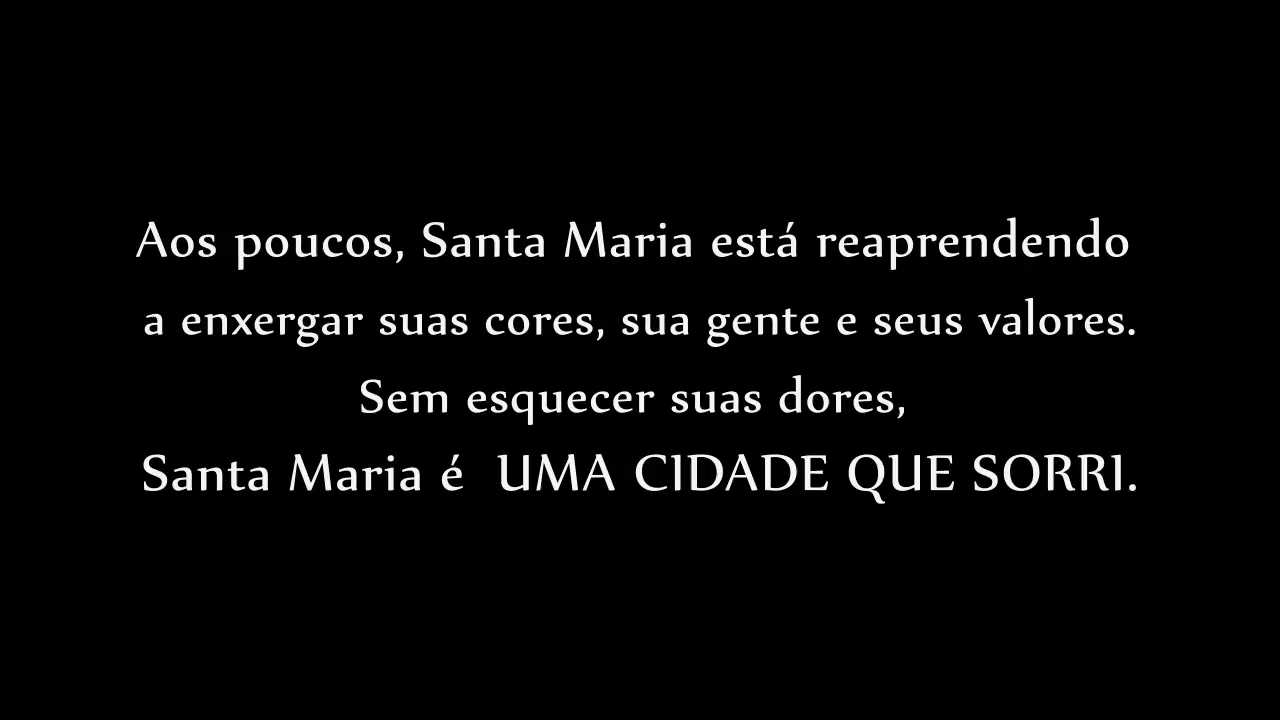 Aos poucos, Santa Maria está reaprendendo
a enxergar suas cores, sua gente e seus valores.
Sem esquecer suas dores,
Santa Maria é UMA CIDADE QUE SORRI.